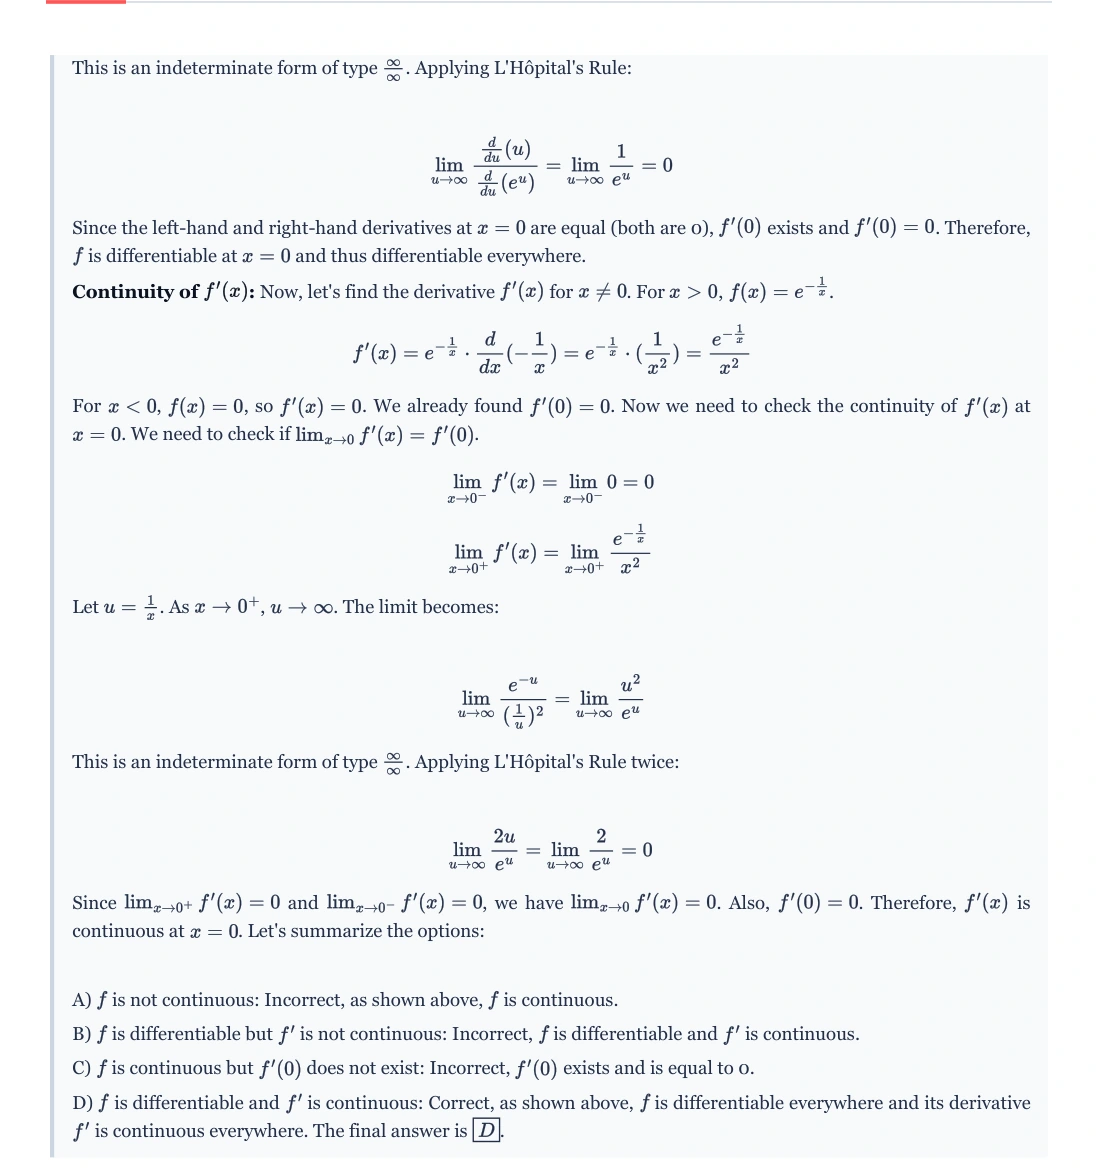 This is an indeterminate form of type ∞/∞. Applying L'Hôpital's Rule:
lim_{u→∞} (d/du (u)) / (d/du (e^u)) = lim_{u→∞} 1/e^u = 0
Since the left-hand and right-hand derivatives at x = 0 are equal (both are 0), f′(0) exists and f′(0) = 0. Therefore,
f is differentiable at x = 0 and thus differentiable everywhere.
Continuity of f′(x): Now, let's find the derivative f′(x) for x ≠ 0. For x > 0, f(x) = e^{−1/x}.
f′(x) = e^{−1/x} · d/dx (−1/x) = e^{−1/x} · (1/x²) = e^{−1/x}/x²
For x < 0, f(x) = 0, so f′(x) = 0. We already found f′(0) = 0. Now we need to check the continuity of f′(x) at
x = 0. We need to check if lim_{x→0} f′(x) = f′(0).
lim_{x→0⁻} f′(x) = lim_{x→0⁻} 0 = 0
lim_{x→0⁺} f′(x) = lim_{x→0⁺} e^{−1/x}/x²
Let u = 1/x. As x → 0⁺, u → ∞. The limit becomes:
lim_{u→∞} e^{−u}/(1/u)² = lim_{u→∞} u²/e^u
This is an indeterminate form of type ∞/∞. Applying L'Hôpital's Rule twice:
lim_{u→∞} 2u/e^u = lim_{u→∞} 2/e^u = 0
Since lim_{x→0⁺} f′(x) = 0 and lim_{x→0⁻} f′(x) = 0, we have lim_{x→0} f′(x) = 0. Also, f′(0) = 0. Therefore, f′(x) is
continuous at x = 0. Let's summarize the options:
A) f is not continuous: Incorrect, as shown above, f is continuous.
B) f is differentiable but f′ is not continuous: Incorrect, f is differentiable and f′ is continuous.
C) f is continuous but f′(0) does not exist: Incorrect, f′(0) exists and is equal to 0.
D) f is differentiable and f′ is continuous: Correct, as shown above, f is differentiable everywhere and its derivative
f′ is continuous everywhere. The final answer is D.